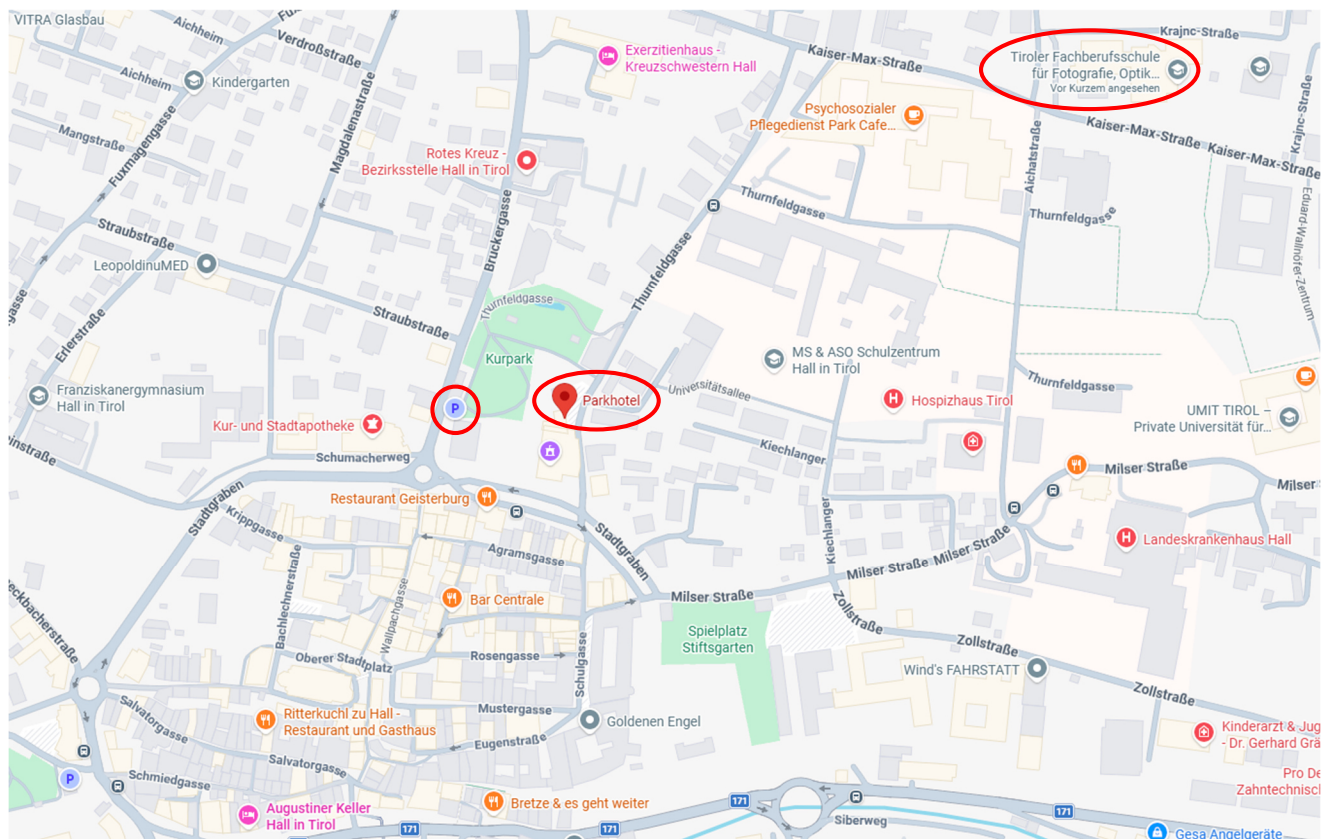 VITRA Glasbau
Aichheim
Verdroßstraße
Aichheim
Kindergarten
Mangstraße
Fuxmagengasse
Magdalenastraße
Exerzitienhaus -
Kreuzschwestern Hall
Kaiser-Max-Straße
Krajnc-Straße
Tiroler Fachberufsschule
für Fotografie, Optik...
Vor Kurzem angesehen
Psychosozialer
Pflegedienst Park Cafe...
Kaiser-Max-Straße
Kaiser-Max-Straße
Krajnc-Straße
Rotes Kreuz -
Bezirksstelle Hall in Tirol
Bruckergasse
Aichatstraße
Thurnfeldgasse
Thurnfeldgasse
Eduard-Wallnöfer-Zentrum
Straubstraße
LeopoldinuMED
Thurnfeldgasse
Thurnfeldgasse
Straubstraße
Erlerstraße
Kurpark
MS & ASO Schulzentrum
Hall in Tirol
Franziskanergymnasium
Hall in Tirol
P
Parkhotel
Universitätsallee
Hospizhaus Tirol
H
Thurnfeldgasse
UMIT TIROL –
Private Universität für...
Kur- und Stadtapotheke
Schumacherweg
Kiechlanger
Milser Straße
Milser
Stadtgraben
Restaurant Geisterburg
Krippgasse
Stadtgraben
Kiechlanger
Agramsgasse
Milser Straße
Milser Straße
H
Landeskrankenhaus Hall
Bachlechnerstraße
Wallpachgasse
Bar Centrale
Milser Straße
Zollstraße
Spielplatz
Stiftsgarten
Zollstraße
Oberer Stadtplatz
Rosengasse
Schulgasse
Wind's FAHRSTATT
Zollstraße
Salvatorgasse
Ritterkuchl zu Hall -
Restaurant und Gasthaus
Mustergasse
Goldenen Engel
Eugenstraße
Kinderarzt & Jug
- Dr. Gerhard Grä
P
Schmiedgasse
Salvatorgasse
Pro De
Zahntechnisc
Augustiner Keller
Hall in Tirol
Bretze & es geht weiter
171
171
171
171
Siberweg
Gesa Angelgeräte